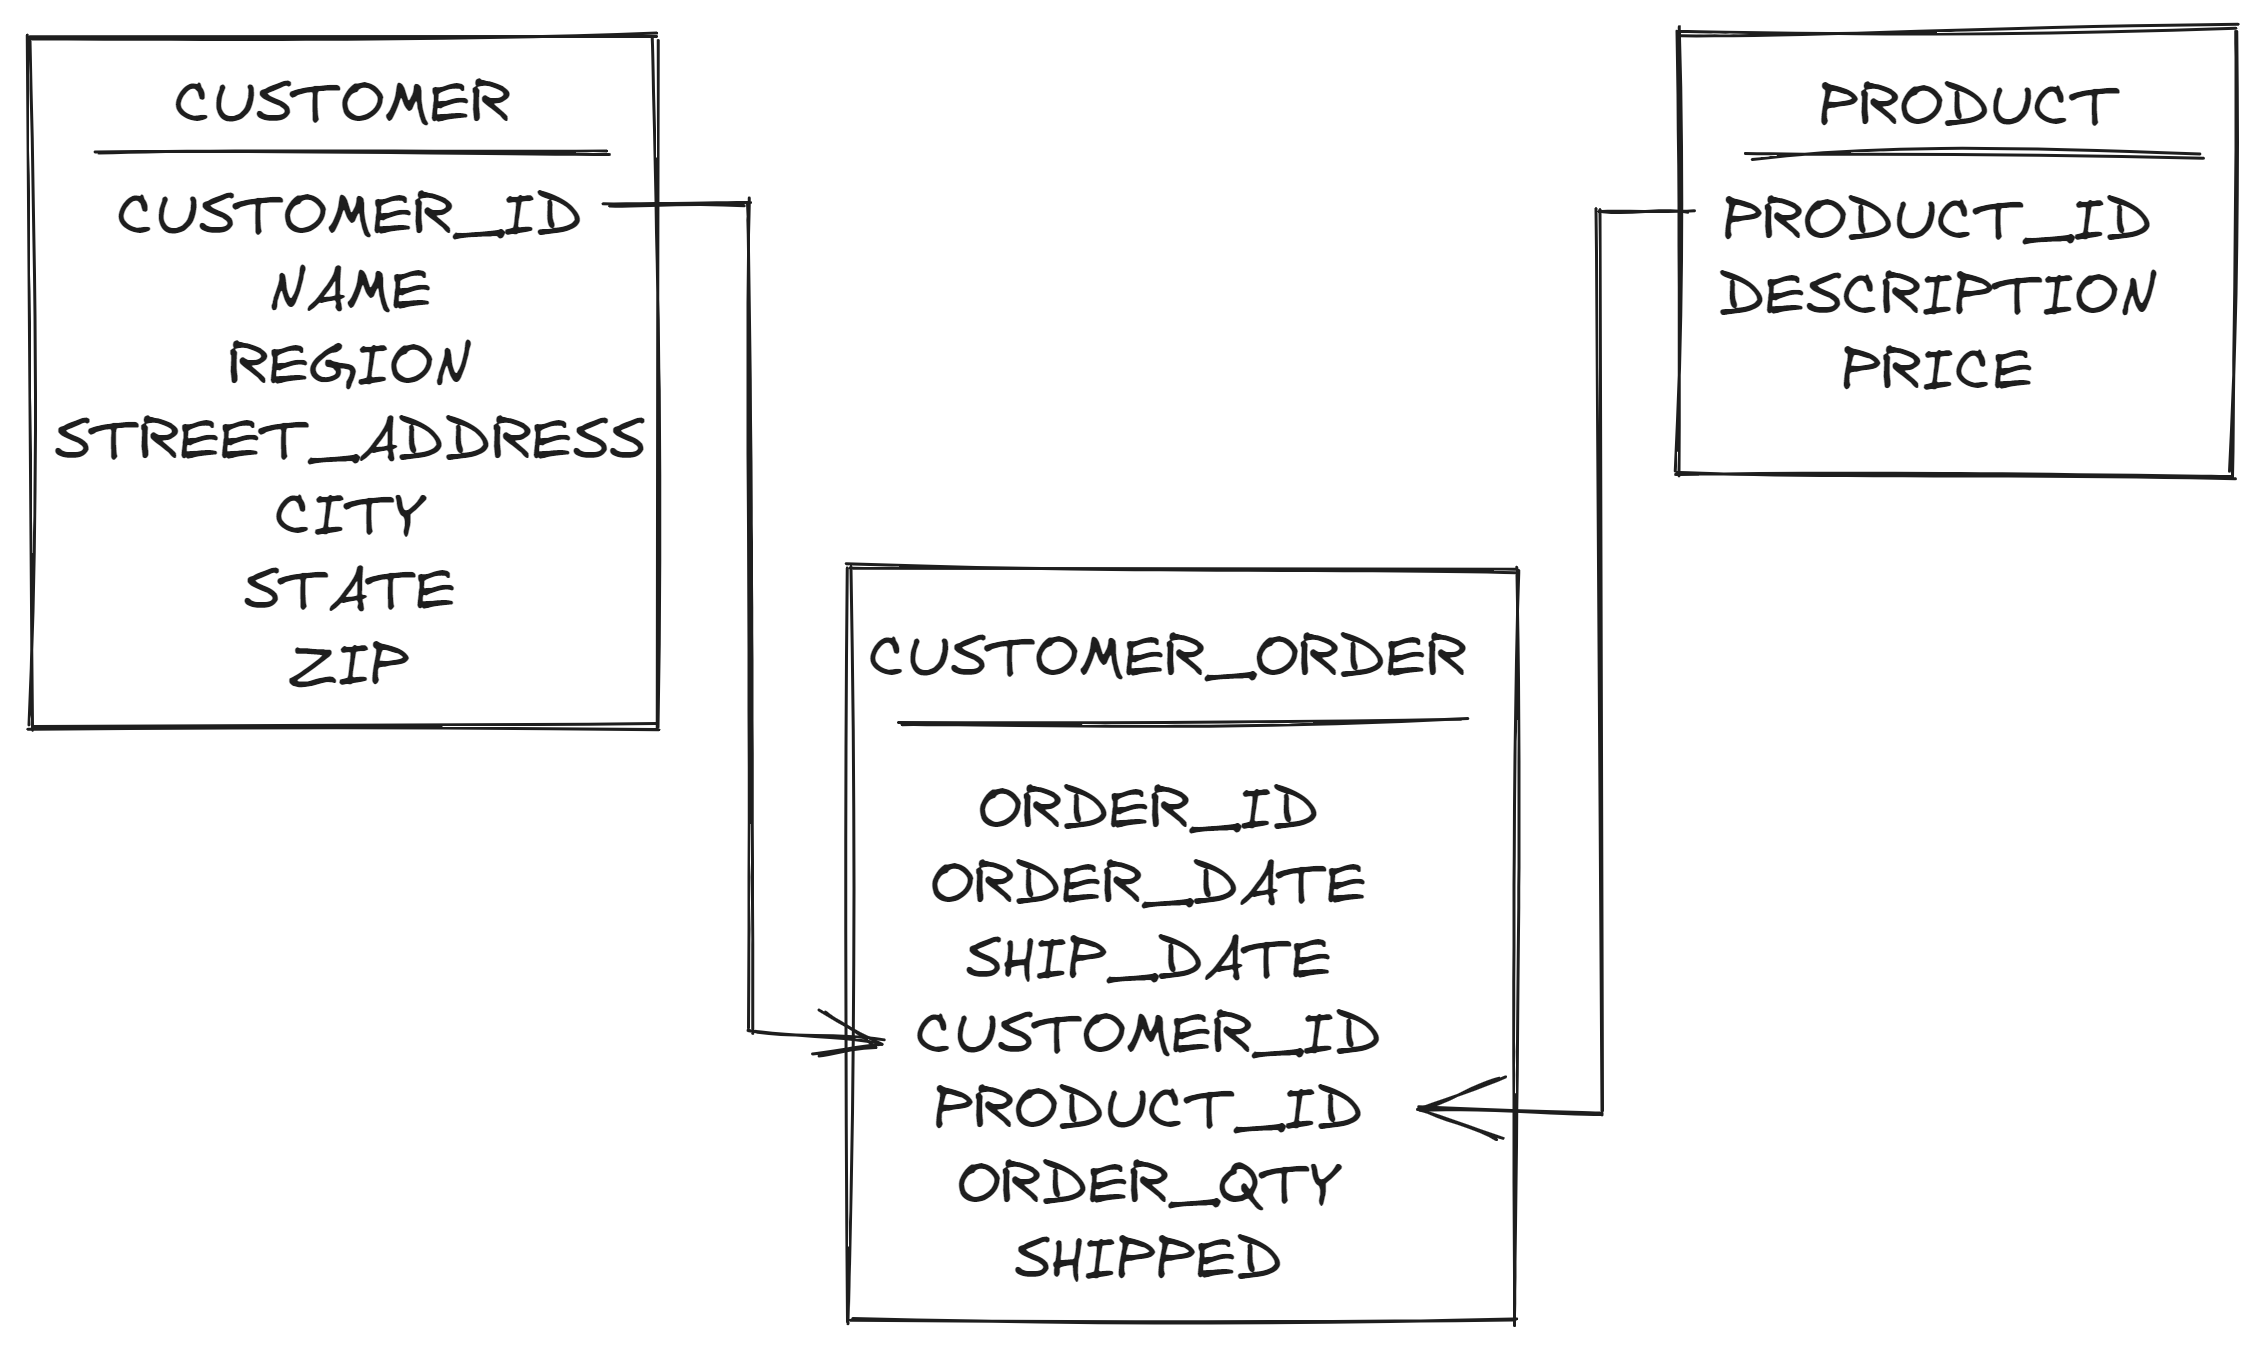 CUSTOMER
CUSTOMER_ID
NAME
REGION
STREET_ADDRESS
CITY
STATE
ZIP
PRODUCT
PRODUCT_ID
DESCRIPTION
PRICE
CUSTOMER_ORDER
ORDER_ID
ORDER_DATE
SHIP_DATE
CUSTOMER_ID
PRODUCT_ID
ORDER_QTY
SHIPPED